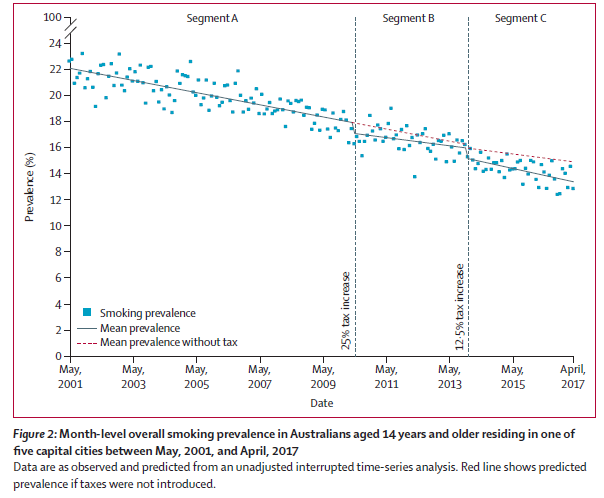 Segment A Segment B Segment C
100
24
22
20
18
16
14
12
10
8
6
4
2
0
Prevalence (%)
25% tax increase
12·5% tax increase
Smoking prevalence
Mean prevalence
Mean prevalence without tax
May, May, May, May, May, May, May, May, April,
2001 2003 2005 2007 2009 2011 2013 2015 2017
Date
Figure 2: Month-level overall smoking prevalence in Australians aged 14 years and older residing in one of
five capital cities between May, 2001, and April, 2017
Data are as observed and predicted from an unadjusted interrupted time-series analysis. Red line shows predicted
prevalence if taxes were not introduced.